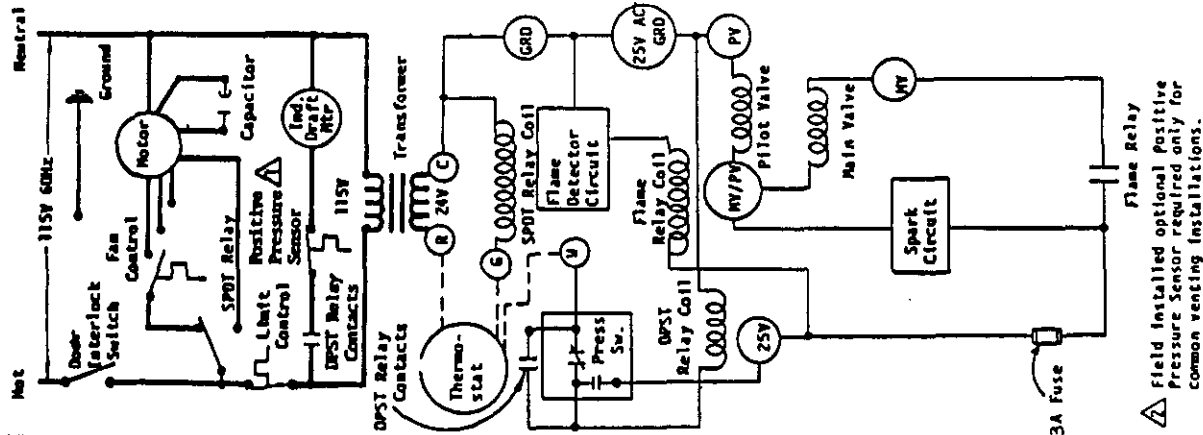 Neutral
115V 60Hz
Hot
Ground
Door
Interlock
Switch
Fan
Control
Motor
Capacitor
SPDT Relay
Limit
Control
Positive
Pressure
Sensor
1
Ind.
Draft
Mtr
DPST Relay
Contacts
115V
Transformer
24V
R
C
DPST Relay
Contacts
Thermo-
stat
G
SPDT Relay Coil
GRD
W
Press
Sw.
Flame
Detector
Circuit
25V AC
GRD
Flame
Relay Coil
DPST
Relay Coil
PV
Pilot Valve
MV/PV
Main Valve
MV
25V
Spark
Circuit
3A Fuse
Flame Relay
Field installed optional Positive
Pressure Sensor required only for
common venting installations.